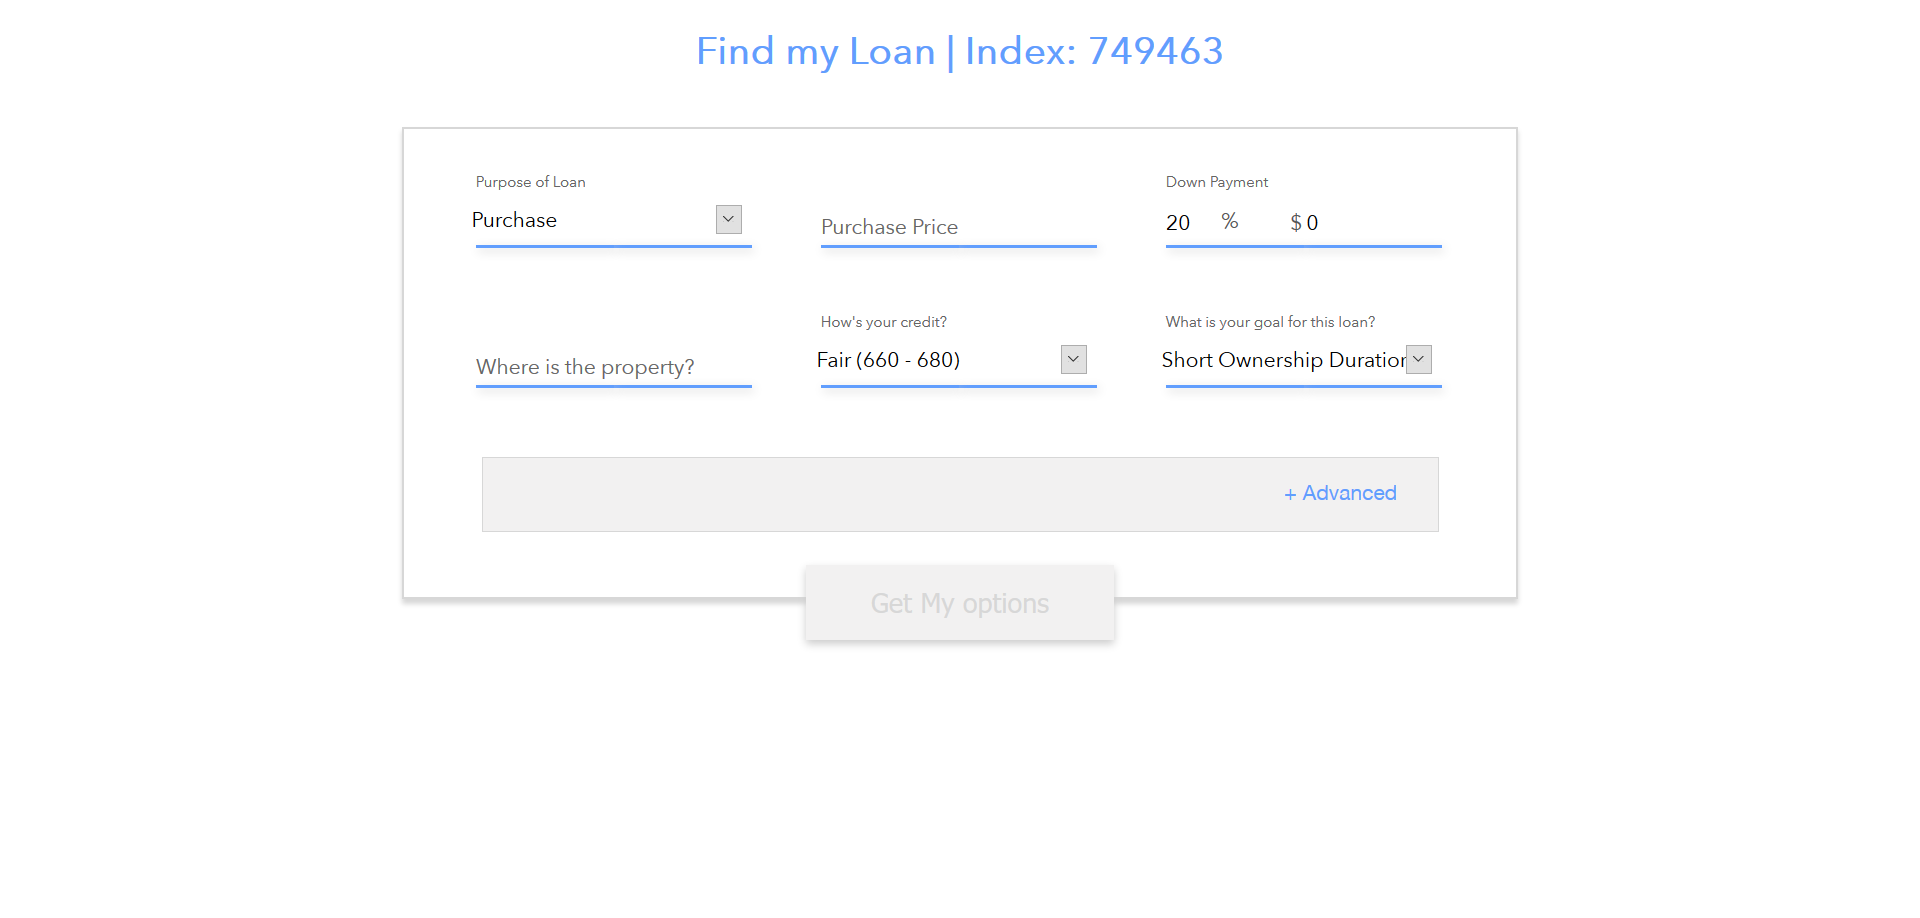 Find my Loan | Index: 749463
Purpose of Loan
Purchase
Purchase Price
Down Payment
20 % $ 0
Where is the property?
How's your credit?
Fair (660 - 680)
What is your goal for this loan?
Short Ownership Duration
+ Advanced
Get My options